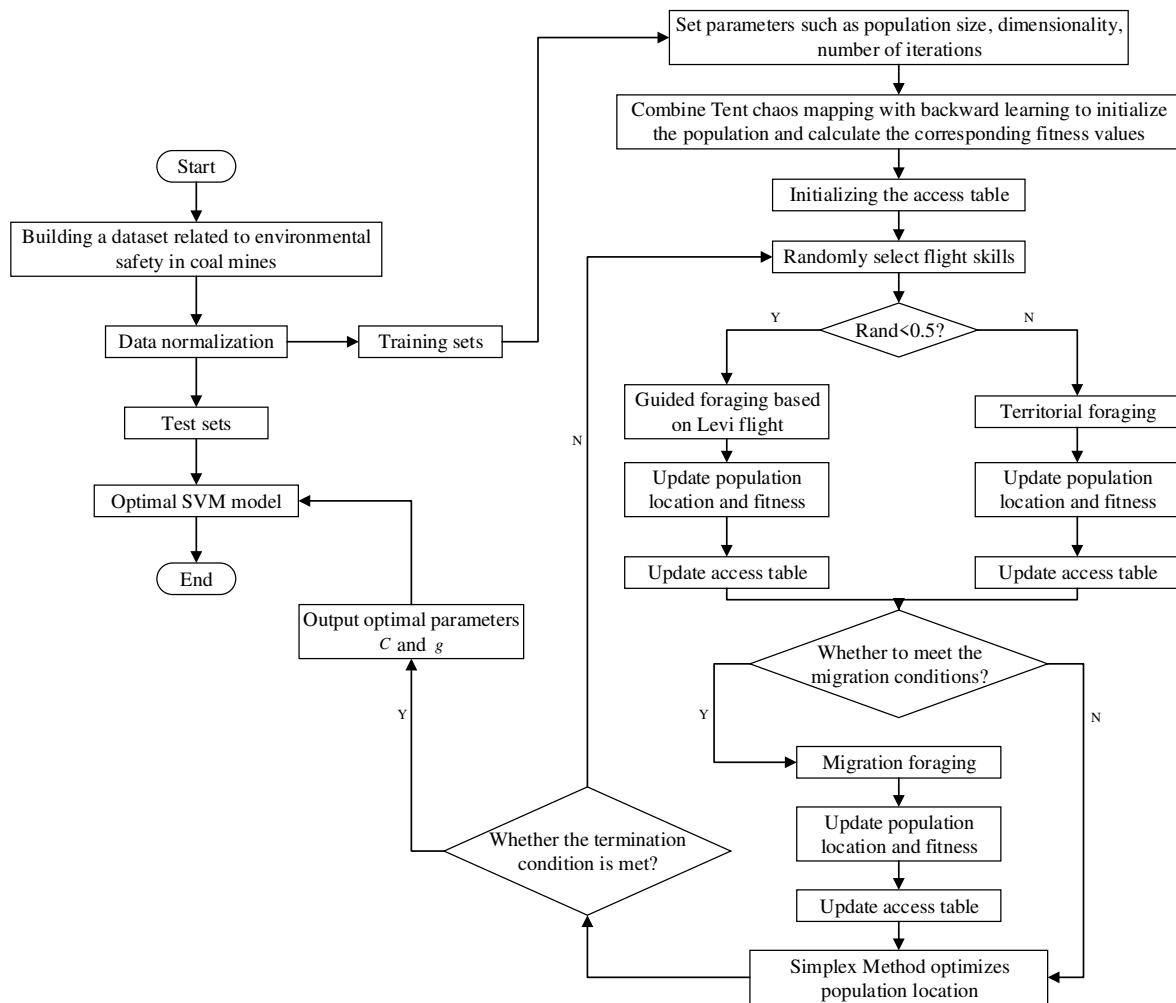 Start
Building a dataset related to environmental
safety in coal mines
Data normalization
Training sets
Test sets
Optimal SVM model
End
Output optimal parameters
C and g
Y
Whether the termination
condition is met?
N
Set parameters such as population size, dimensionality,
number of iterations
Combine Tent chaos mapping with backward learning to initialize
the population and calculate the corresponding fitness values
Initializing the access table
Randomly select flight skills
Y
Rand<0.5?
N
Guided foraging based
on Levi flight
Territorial foraging
Update population
location and fitness
Update population
location and fitness
Update access table
Update access table
Whether to meet the
migration conditions?
Y
N
Migration foraging
Update population
location and fitness
Update access table
Simplex Method optimizes
population location